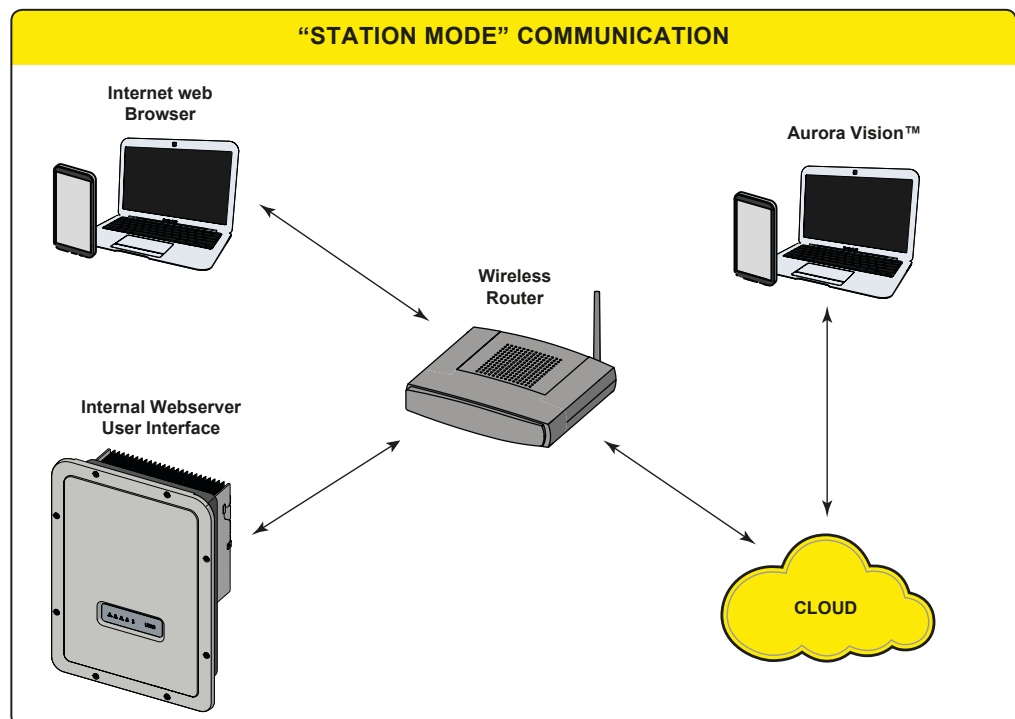 “STATION MODE” COMMUNICATION
Internet web
Browser
Aurora Vision™
Wireless
Router
Internal Webserver
User Interface
CLOUD